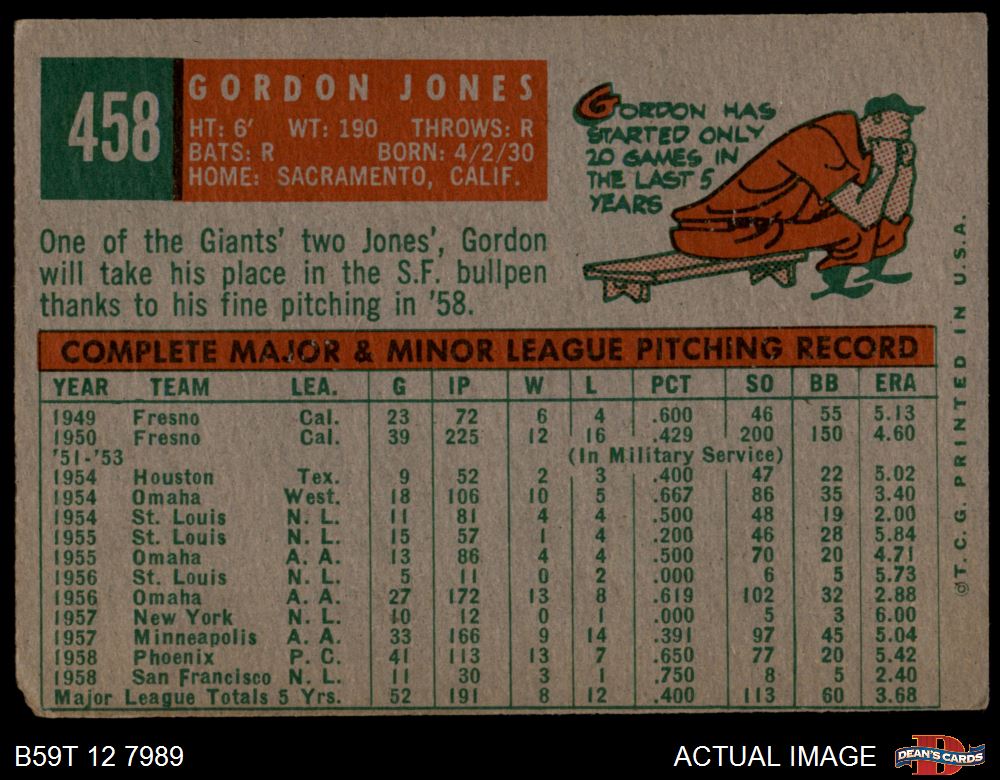 458
GORDON JONES
HT: 6' WT: 190 THROWS: R
BATS: R BORN: 4/2/30
HOME: SACRAMENTO, CALIF.
GORDON HAS
STARTED ONLY
20 GAMES IN
THE LAST 5
YEARS
One of the Giants' two Jones', Gordon
will take his place in the S.F. bullpen
thanks to his fine pitching in '58.
COMPLETE MAJOR & MINOR LEAGUE PITCHING RECORD
YEAR TEAM LEA. G IP W L PCT SO BB ERA
1949 Fresno Cal. 23 72 6 4 .600 46 55 5.13
1950 Fresno Cal. 39 225 12 16 .429 200 150 4.60
'51-'53 (In Military Service)
1954 Houston Tex. 9 52 2 3 .400 47 22 5.02
1954 Omaha West. 18 106 10 5 .667 86 35 3.40
1954 St. Louis N. L. 11 81 4 4 .500 48 19 2.00
1955 St. Louis N. L. 15 57 1 4 .200 46 28 5.84
1955 Omaha A. A. 13 86 4 4 .500 70 20 4.71
1956 St. Louis N. L. 5 11 0 2 .000 6 5 5.73
1956 Omaha A. A. 27 172 13 8 .619 102 32 2.88
1957 New York N. L. 10 12 0 1 .000 5 3 6.00
1957 Minneapolis A. A. 33 166 9 14 .391 97 45 5.04
1958 Phoenix P. C. 41 113 13 7 .650 77 20 5.42
1958 San Francisco N. L. 11 30 3 1 .750 8 5 2.40
Major League Totals 5 Yrs. 52 191 8 12 .400 113 60 3.68
© T. C. G. PRINTED IN U.S.A.
B59T 12 7989
ACTUAL IMAGE
D
DEAN'S CARDS